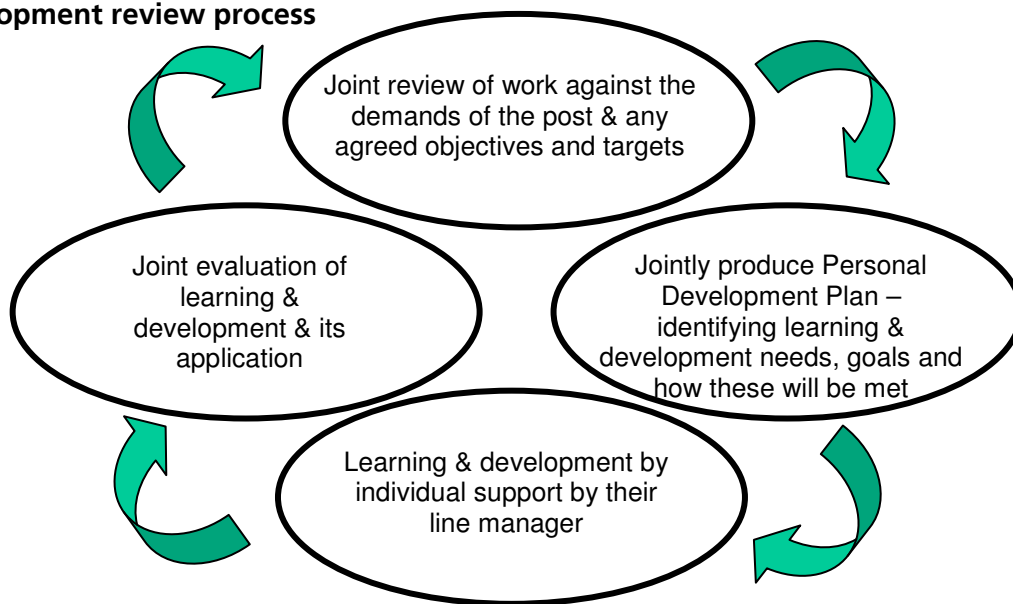 opment review process
Joint review of work against the
demands of the post & any
agreed objectives and targets
Jointly produce Personal
Development Plan –
identifying learning &
development needs, goals and
how these will be met
Learning & development by
individual support by their
line manager
Joint evaluation of
learning &
development & its
application